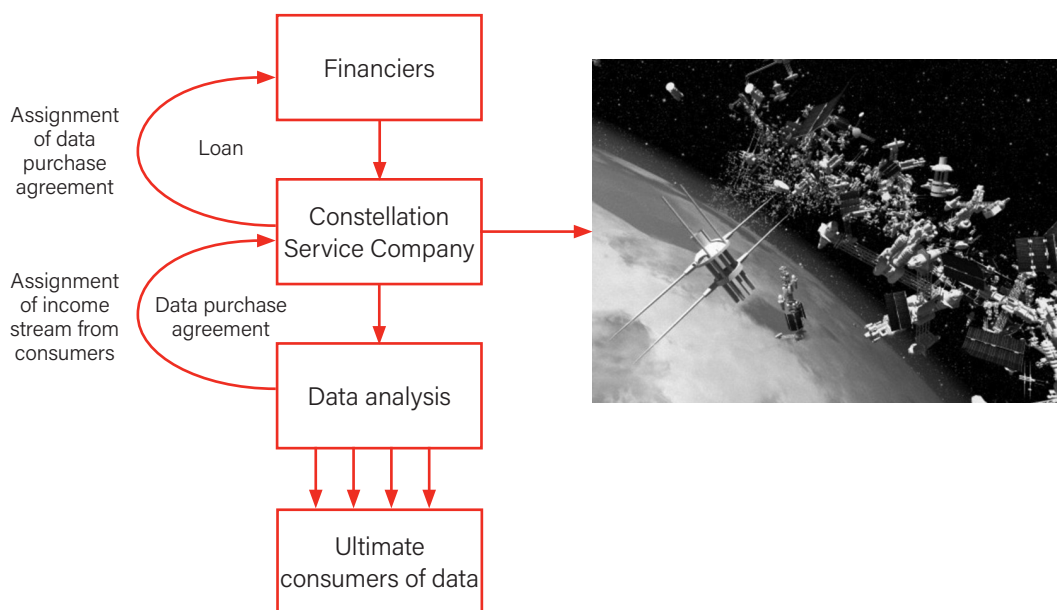 Financiers
Assignment
of data
purchase
agreement
Loan
Constellation
Service Company
Assignment
of income
stream from
consumers
Data purchase
agreement
Data analysis
Ultimate
consumers of data